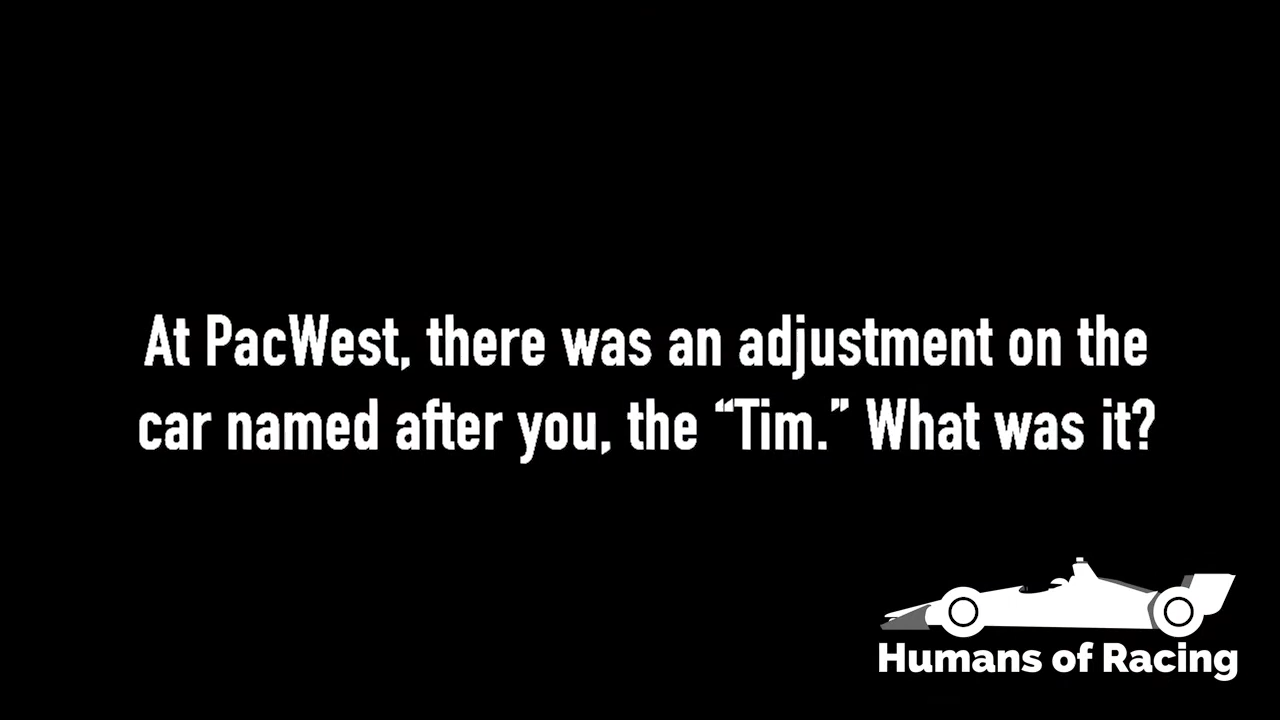 At PacWest, there was an adjustment on the
car named after you, the “Tim.” What was it?
Humans of Racing